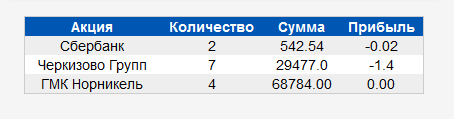 Акция Количество Сумма Прибыль
Сбербанк 2 542.54 -0.02
Черкизово Групп 7 29477.0 -1.4
ГМК Норникель 4 68784.00 0.00